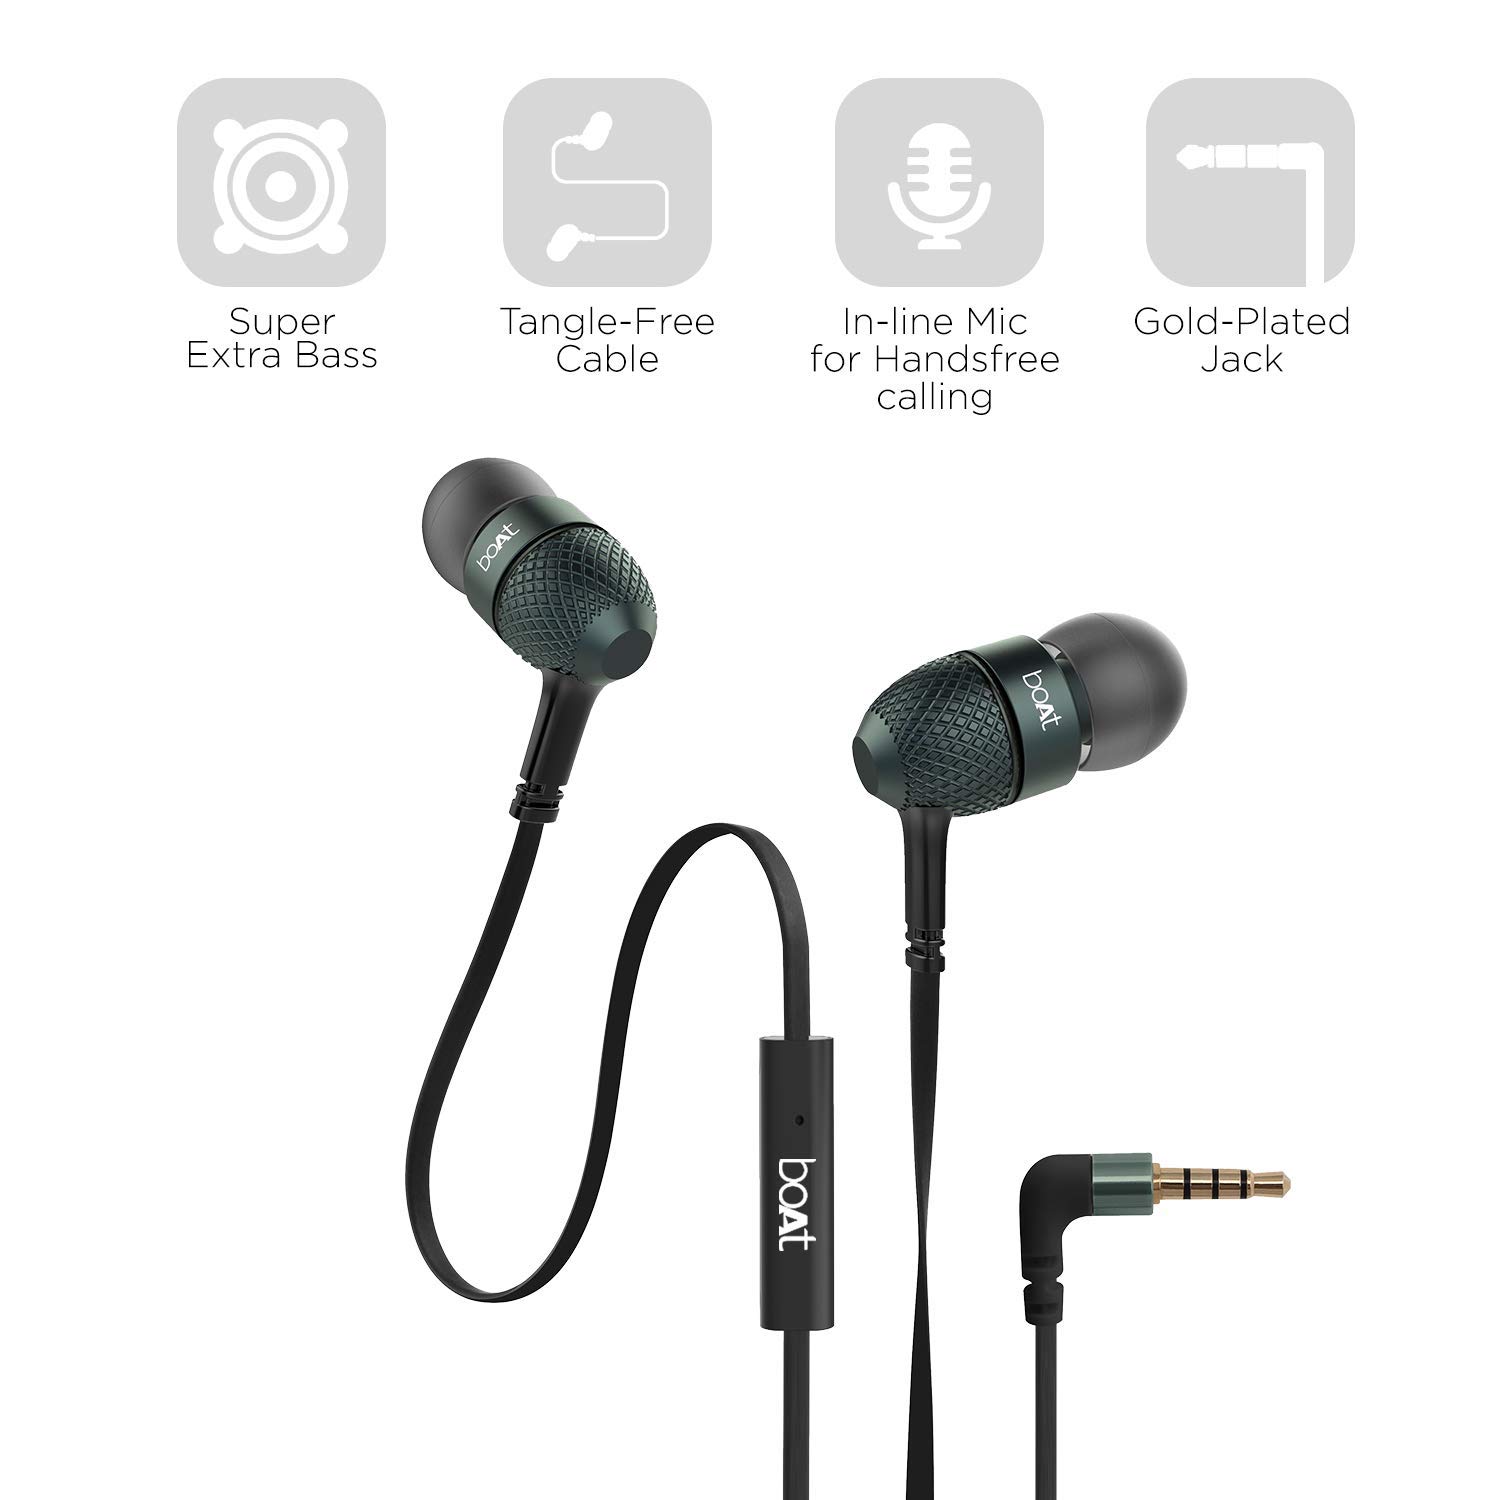 Super
Extra Bass
Tangle-Free
Cable
In-line Mic
for Handsfree
calling
Gold-Plated
Jack
boAt
boAt
boAt